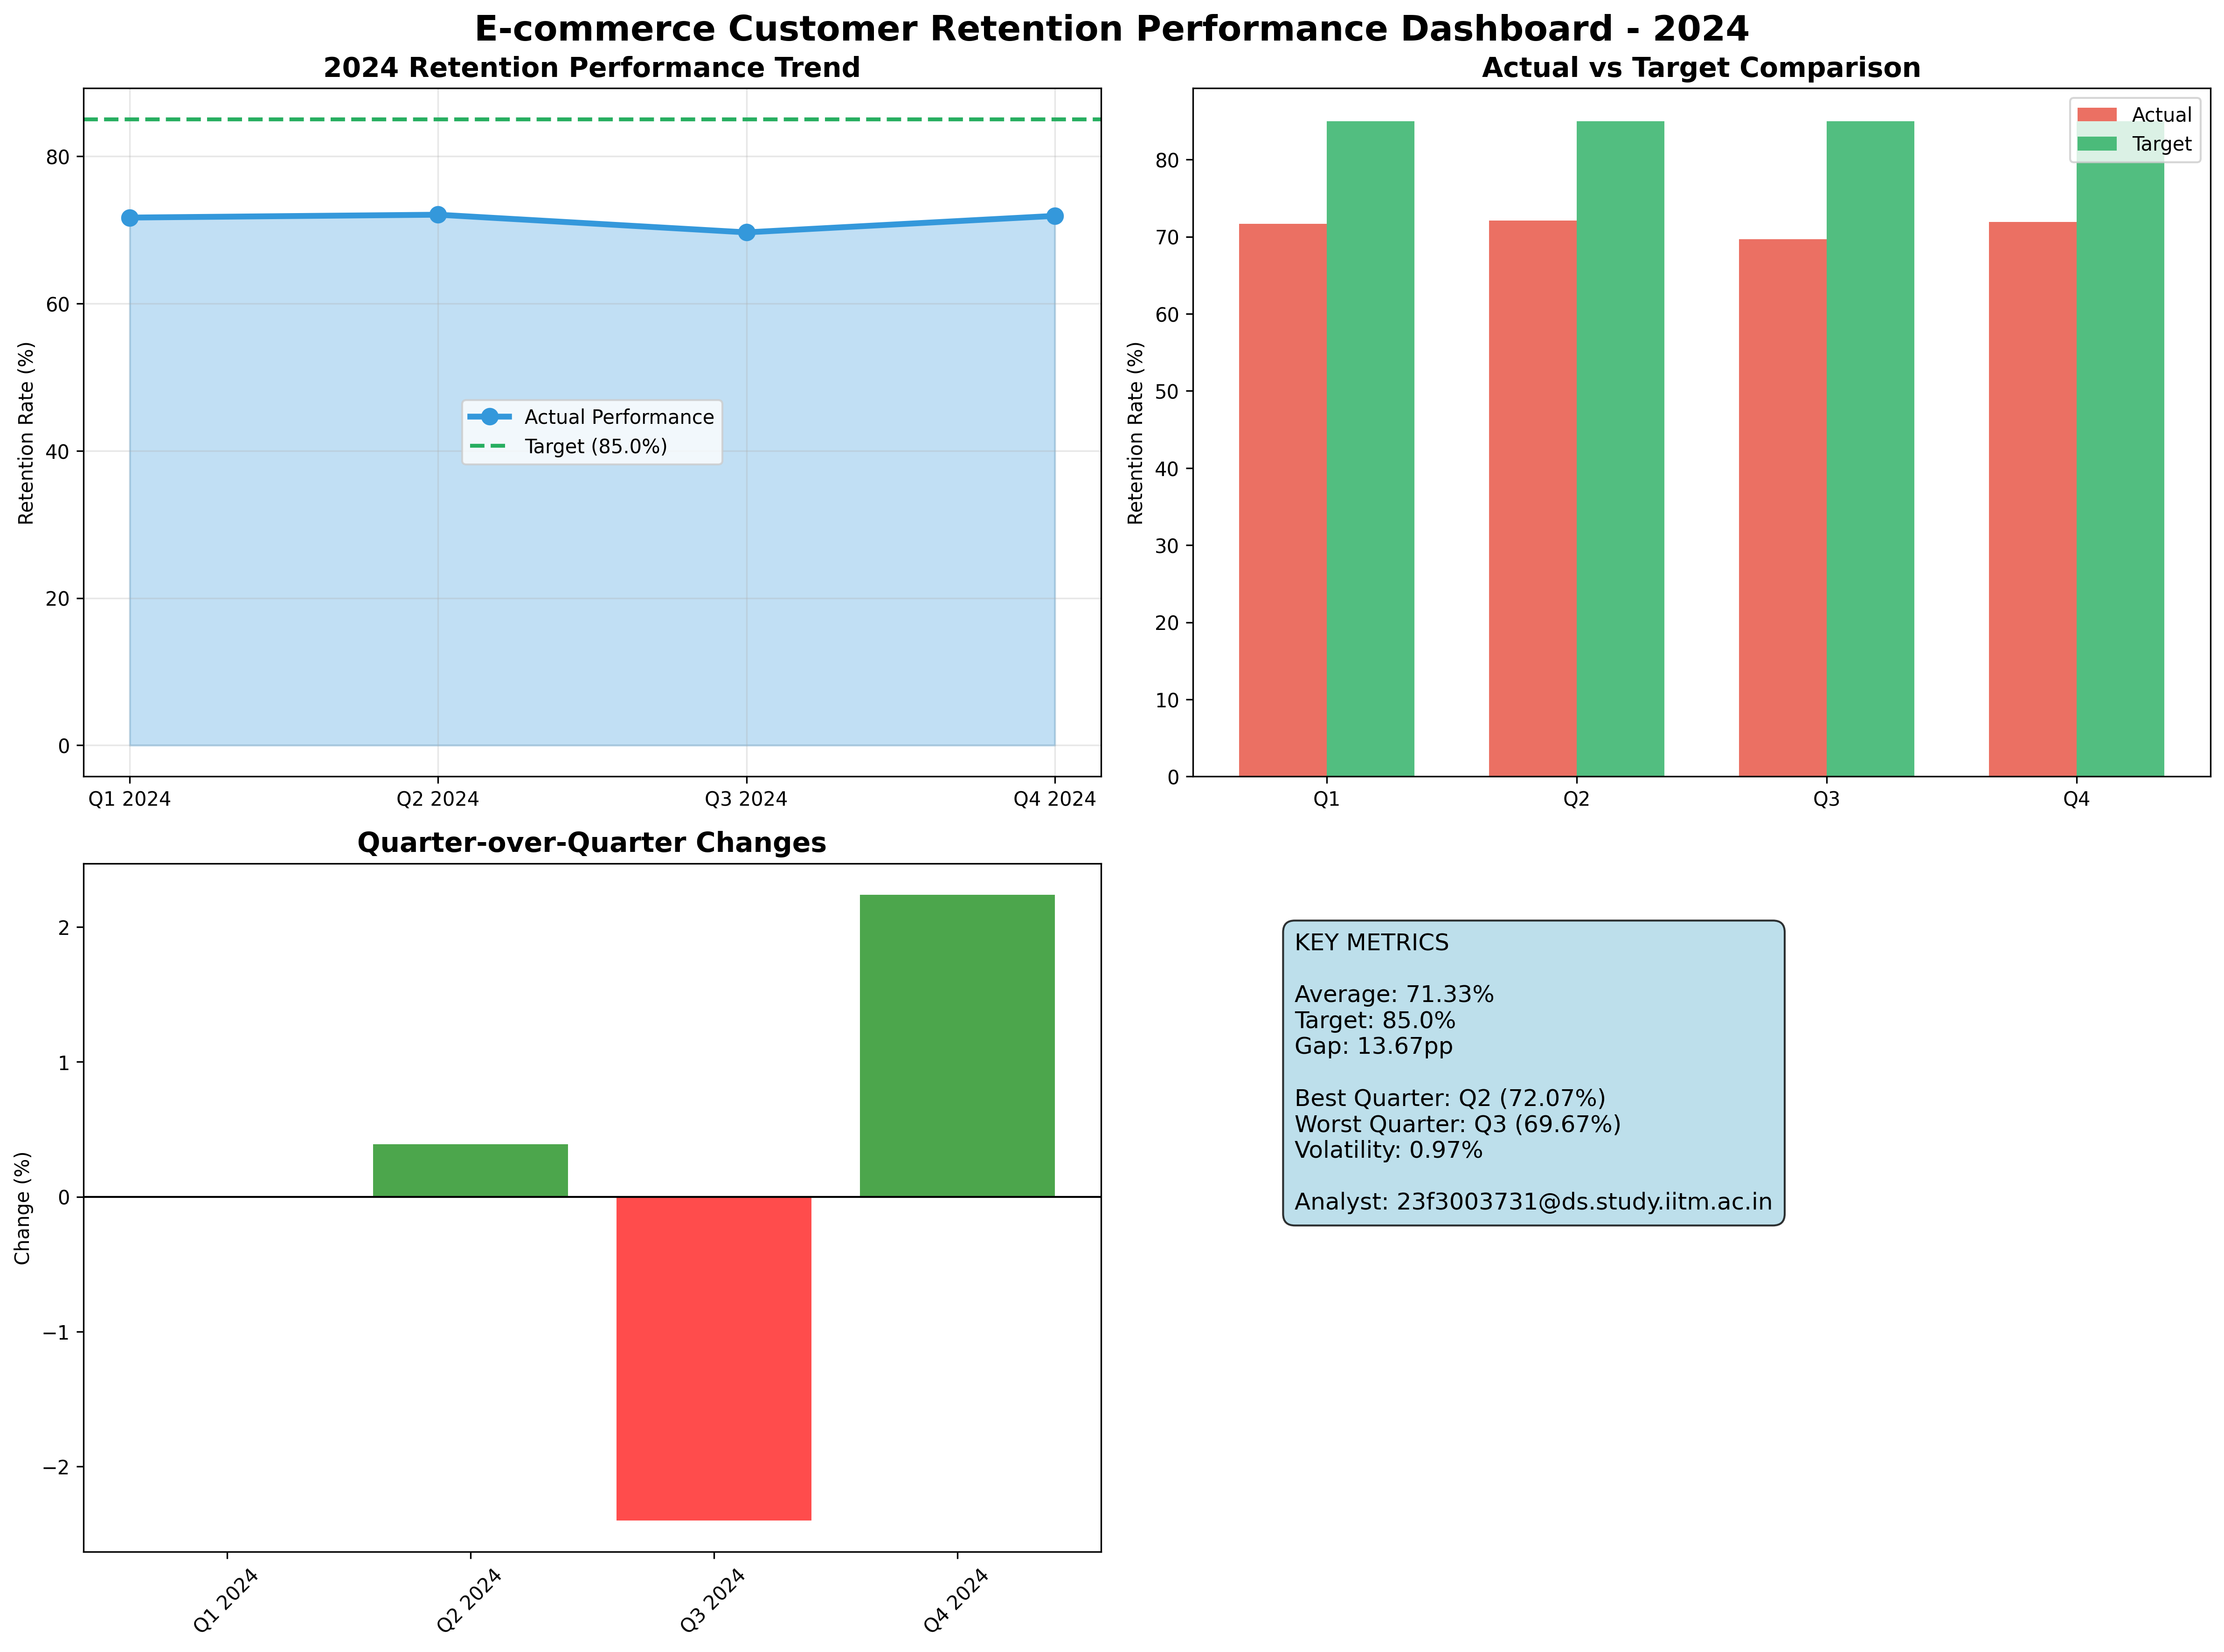 E-commerce Customer Retention Performance Dashboard - 2024
2024 Retention Performance Trend
Retention Rate (%)
80
60
40
20
0
Actual Performance
Target (85.0%)
Q1 2024
Q2 2024
Q3 2024
Q4 2024
Actual vs Target Comparison
Retention Rate (%)
80
70
60
50
40
30
20
10
0
Actual
Target
Q1
Q2
Q3
Q4
Quarter-over-Quarter Changes
Change (%)
2
1
0
−1
−2
Q1 2024
Q2 2024
Q3 2024
Q4 2024
KEY METRICS
Average: 71.33%
Target: 85.0%
Gap: 13.67pp
Best Quarter: Q2 (72.07%)
Worst Quarter: Q3 (69.67%)
Volatility: 0.97%
Analyst: 23f3003731@ds.study.iitm.ac.in